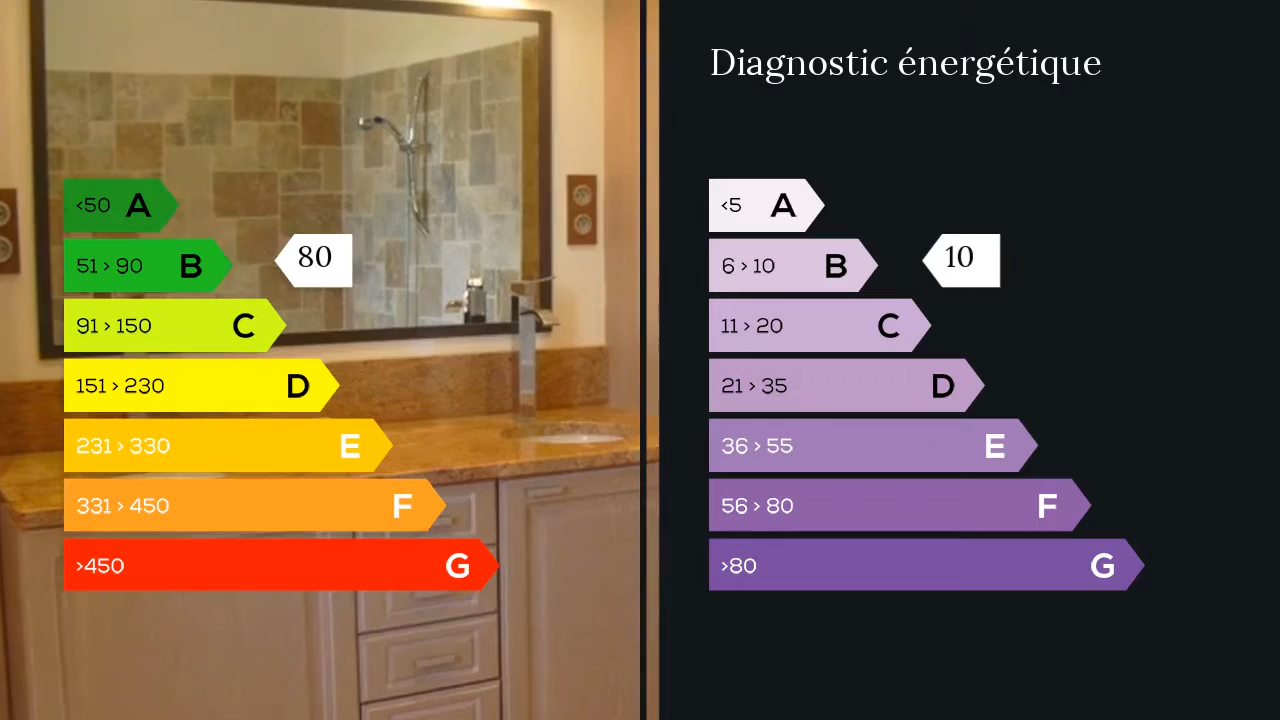 Diagnostic énergétique
<50 A
51 > 90 B
80
91 > 150 C
151 > 230 D
231 > 330 E
331 > 450 F
>450 G
<5 A
6 > 10 B
10
11 > 20 C
21 > 35 D
36 > 55 E
56 > 80 F
>80 G